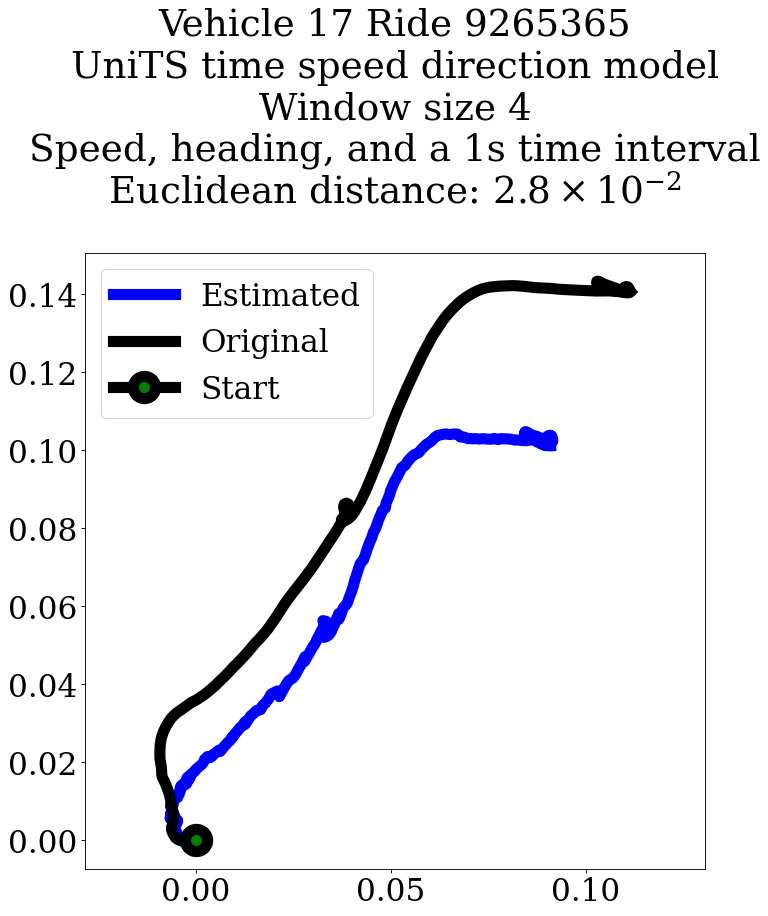 Vehicle 17 Ride 9265365
UniTS time speed direction model
Window size 4
Speed, heading, and a 1s time interval
Euclidean distance: 2.8 × 10⁻²
Estimated
Original
Start
0.14
0.12
0.10
0.08
0.06
0.04
0.02
0.00
0.00 0.05 0.10